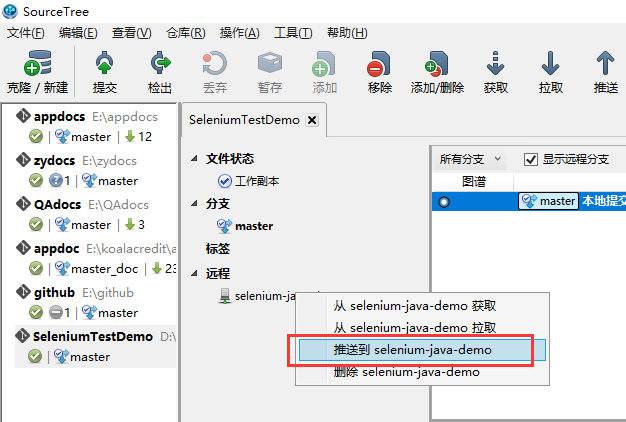 SourceTree
文件(F) 编辑(E) 查看(V) 仓库(R) 操作(A) 工具(T) 推送 帮助(H)
克隆 / 新建 提交 检出 丢弃 暂存 添加 移除 添加/删除 获取 拉取 推送
appdocs E:\appdocs
master 12
zydocs E:\zydocs
1 master
QAdocs E:\QAdocs
master 3
appdoc E:\koalacredit\a
master_doc 23
github E:\github
1 master
SeleniumTestDemo D:\
master
SeleniumTestDemo
文件状态
工作副本
分支
master
标签
远程
selenium-ja
所有分支 显示远程分支
图谱
master 本地提交
从 selenium-java-demo 获取
从 selenium-java-demo 拉取
推送到 selenium-java-demo
删除 selenium-java-demo